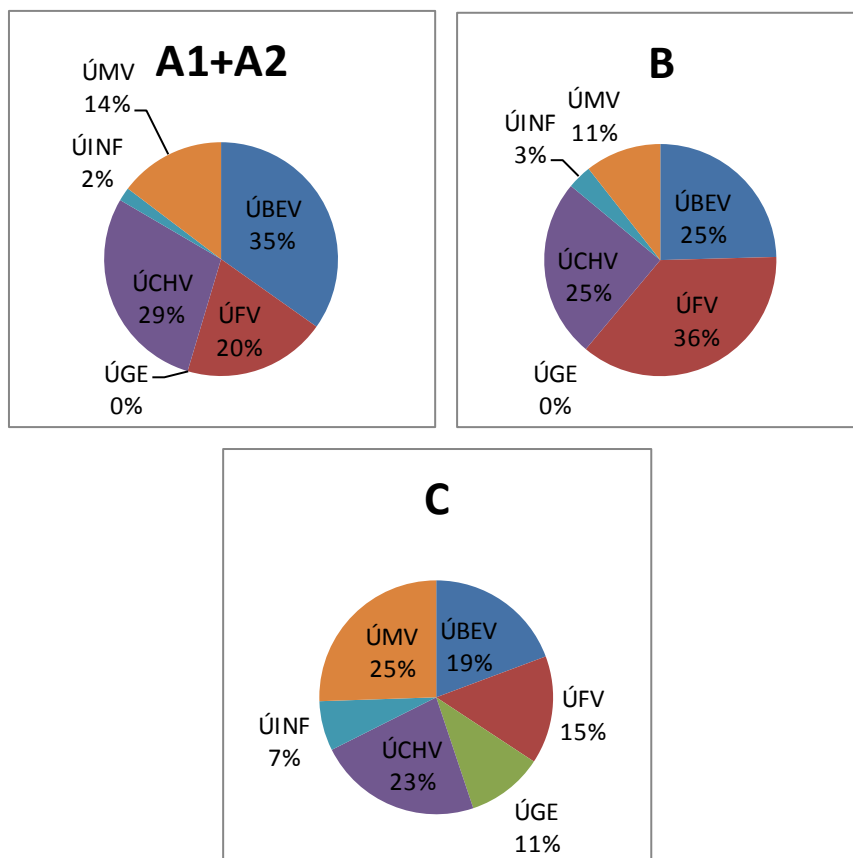 A1+A2
ÚMV
14%
ÚINF
2%
ÚBEV
35%
ÚCHV
29%
ÚFV
20%
ÚGE
0%
B
ÚMV
11%
ÚINF
3%
ÚBEV
25%
ÚCHV
25%
ÚFV
36%
ÚGE
0%
C
ÚMV
25%
ÚBEV
19%
ÚFV
15%
ÚINF
7%
ÚCHV
23%
ÚGE
11%